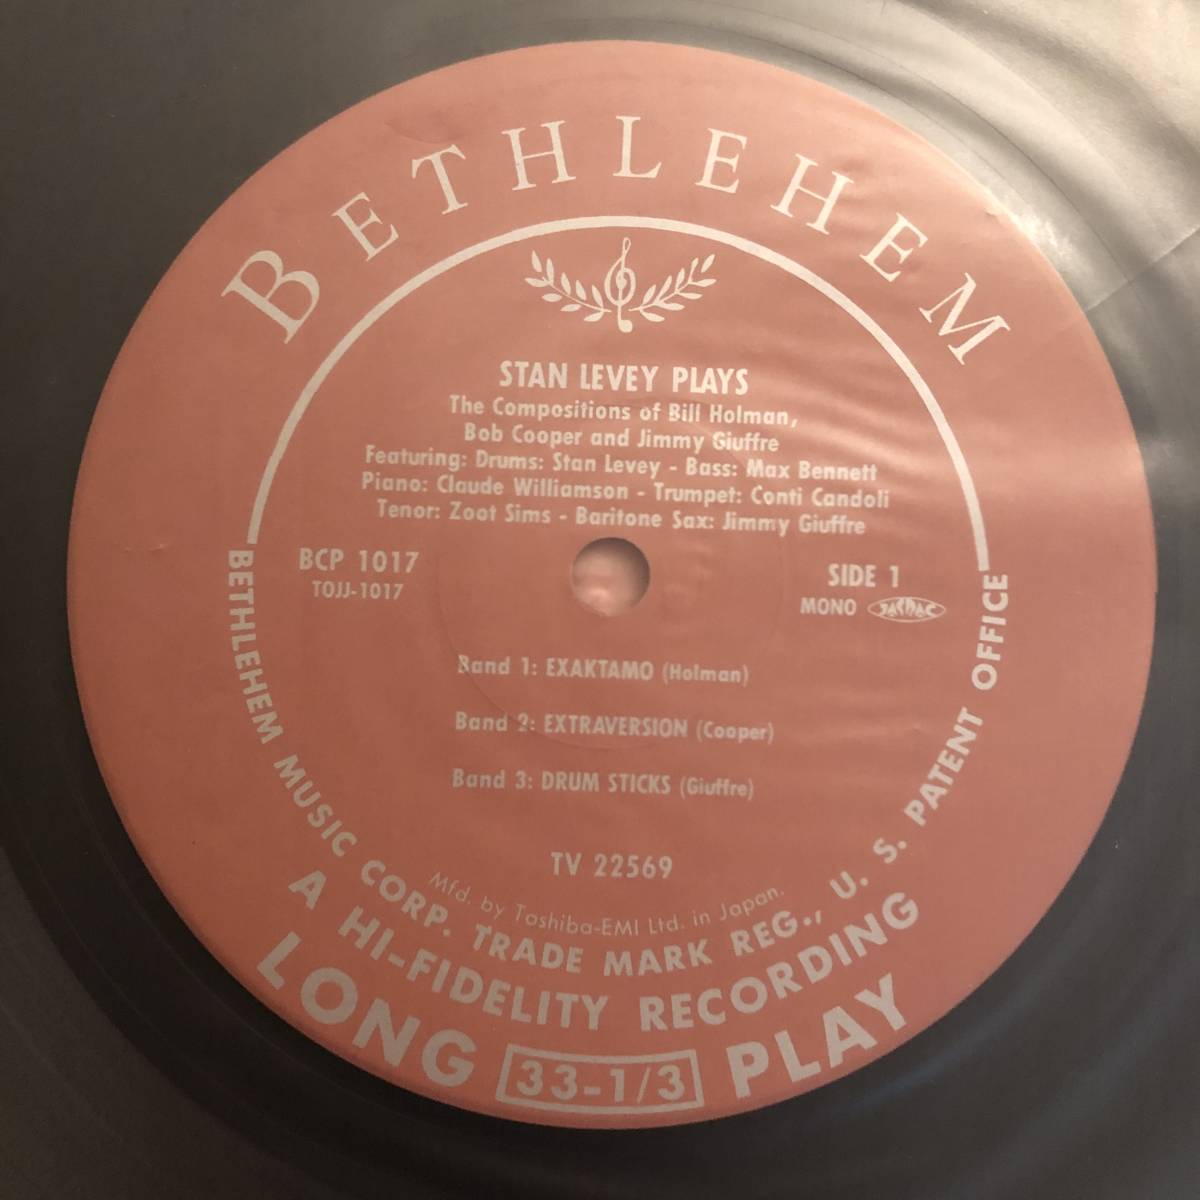 BETHLEHEM
STAN LEVEY PLAYS
The Compositions of Bill Holman,
Bob Cooper and Jimmy Giuffre
Featuring: Drums: Stan Levey - Bass: Max Bennett
Piano: Claude Williamson - Trumpet: Conti Candoli
Tenor: Zoot Sims - Baritone Sax: Jimmy Giuffre
BCP 1017
TOJJ-1017
SIDE 1
MONO JASRAC
Band 1: EXAKTAMO (Holman)
Band 2: EXTRAVERSION (Cooper)
Band 3: DRUM STICKS (Giuffre)
TV 22569
Mfd. by Toshiba-EMI Ltd. in Japan.
BETHLEHEM MUSIC CORP. TRADE MARK REG., U. S. PATENT OFFICE
A HI-FIDELITY RECORDING
LONG 33-1/3 PLAY